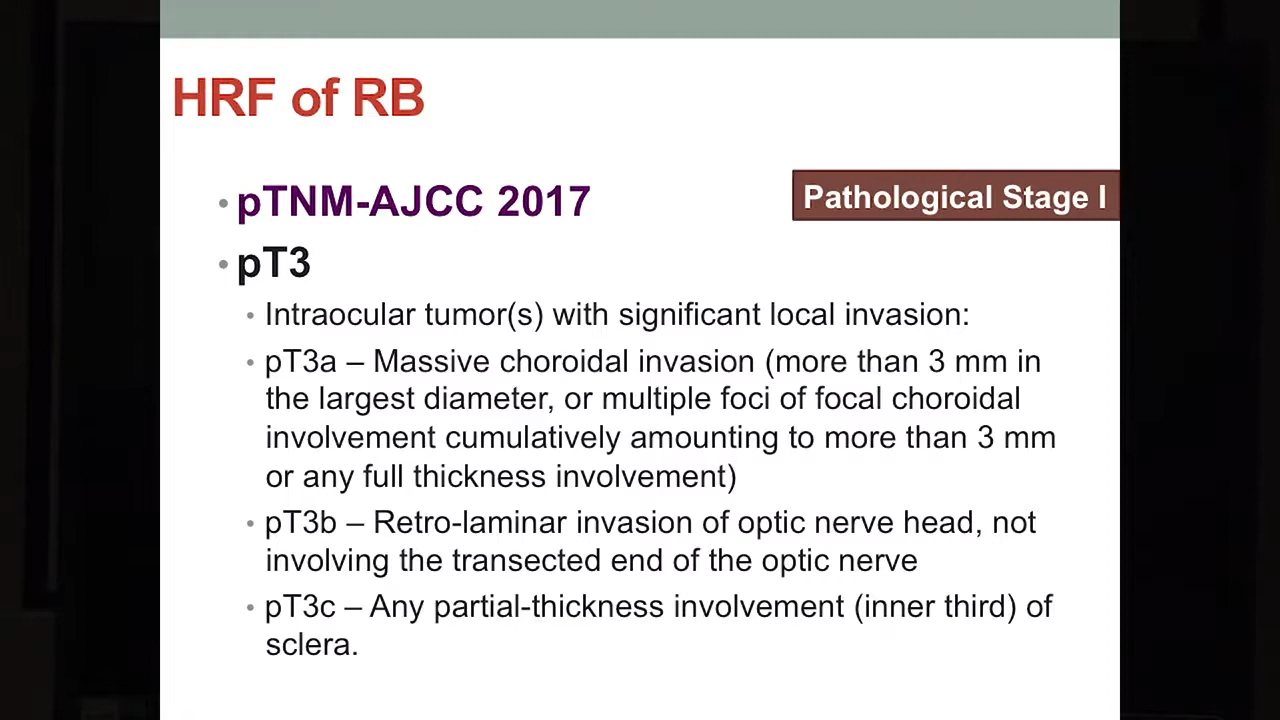 HRF of RB
• pTNM-AJCC 2017
Pathological Stage I
• pT3
• Intraocular tumor(s) with significant local invasion:
• pT3a – Massive choroidal invasion (more than 3 mm in
the largest diameter, or multiple foci of focal choroidal
involvement cumulatively amounting to more than 3 mm
or any full thickness involvement)
• pT3b – Retro-laminar invasion of optic nerve head, not
involving the transected end of the optic nerve
• pT3c – Any partial-thickness involvement (inner third) of
sclera.